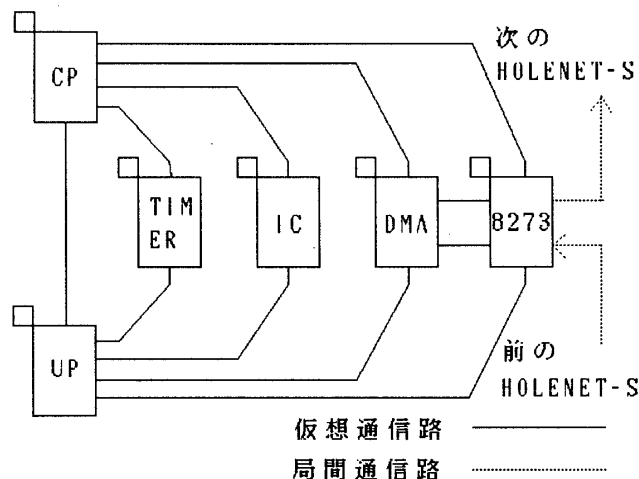 次の
HOLENET-S
CP
TIM
ER
IC
DMA
8273
UP
前の
HOLENET-S
仮想通信路
局間通信路